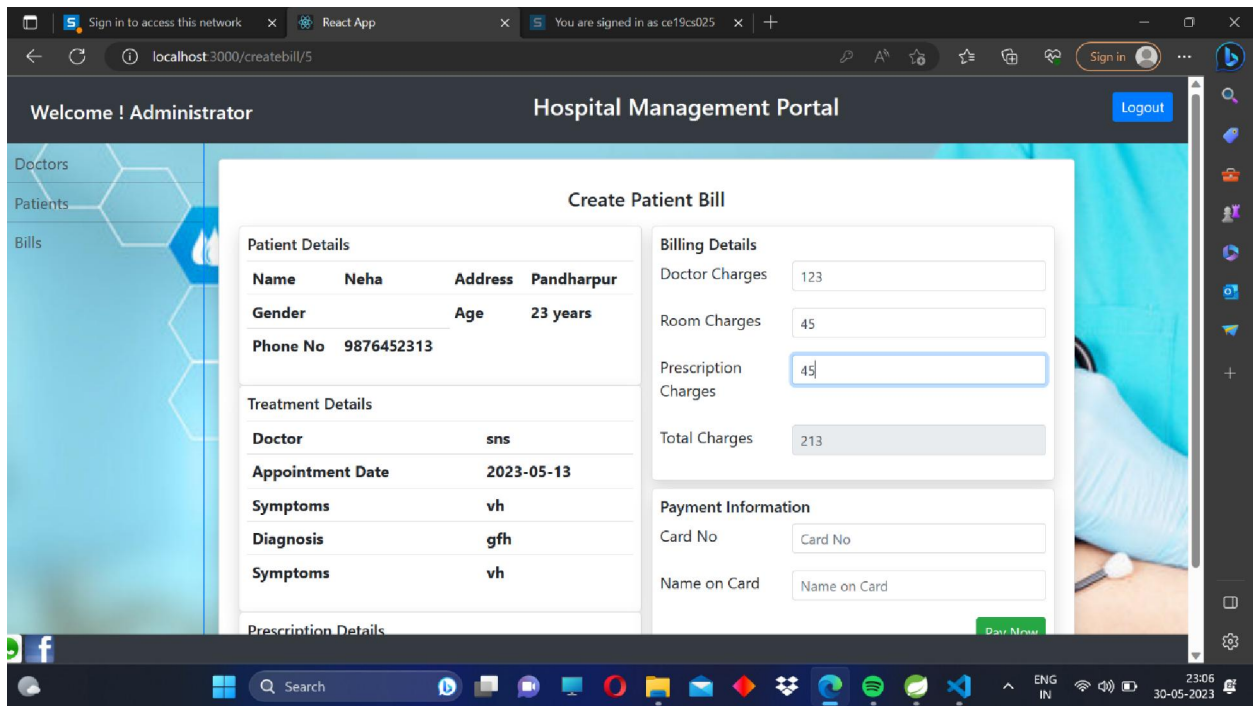 Sign in to access this network
React App
You are signed in as ce19cs025
localhost:3000/createbill/5
Sign in
Welcome ! Administrator
Hospital Management Portal
Logout
Doctors
Patients
Bills
Create Patient Bill
Patient Details
Name Neha Address Pandharpur
Gender Age 23 years
Phone No 9876452313
Treatment Details
Doctor sns
Appointment Date 2023-05-13
Symptoms vh
Diagnosis gfh
Symptoms vh
Prescription Details
Billing Details
Doctor Charges 123
Room Charges 45
Prescription 45
Charges
Total Charges 213
Payment Information
Card No Card No
Name on Card Name on Card
Pay Now
Search
ENG
IN
23:06
30-05-2023